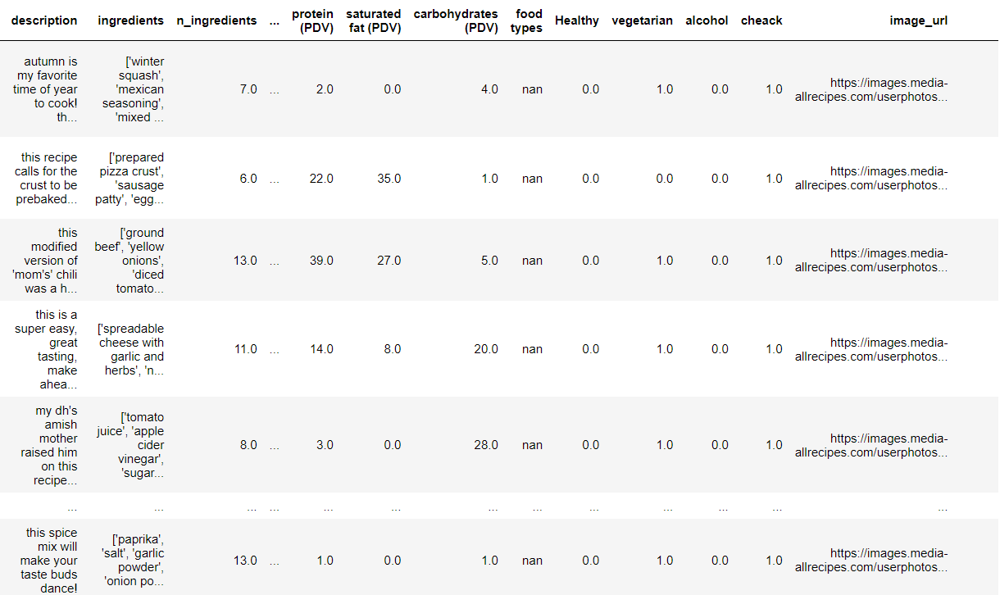 description ingredients n_ingredients ... protein (PDV) saturated fat (PDV) carbohydrates (PDV) food types Healthy vegetarian alcohol cheack image_url
autumn is my favorite time of year to cook! th... ['winter squash', 'mexican seasoning', 'mixed ... 7.0 ... 2.0 0.0 4.0 nan 0.0 1.0 0.0 1.0 https://images.media-allrecipes.com/userphotos...
this recipe calls for the crust to be prebaked... ['prepared pizza crust', 'sausage patty', 'egg... 6.0 ... 22.0 35.0 1.0 nan 0.0 0.0 0.0 1.0 https://images.media-allrecipes.com/userphotos...
this modified version of 'mom's' chili was a h... ['ground beef', 'yellow onions', 'diced tomato... 13.0 ... 39.0 27.0 5.0 nan 0.0 1.0 0.0 1.0 https://images.media-allrecipes.com/userphotos...
this is a super easy, great tasting, make ahea... ['spreadable cheese with garlic and herbs', 'n... 11.0 ... 14.0 8.0 20.0 nan 0.0 1.0 0.0 1.0 https://images.media-allrecipes.com/userphotos...
my dh's amish mother raised him on this recipe... ['tomato juice', 'apple cider vinegar', 'sugar... 8.0 ... 3.0 0.0 28.0 nan 0.0 1.0 0.0 1.0 https://images.media-allrecipes.com/userphotos...
... ... ... ... ... ... ... ... ... ... ... ... ...
this spice mix will make your taste buds dance! ['paprika', 'salt', 'garlic powder', 'onion po... 13.0 ... 1.0 0.0 1.0 nan 0.0 1.0 0.0 1.0 https://images.media-allrecipes.com/userphotos...